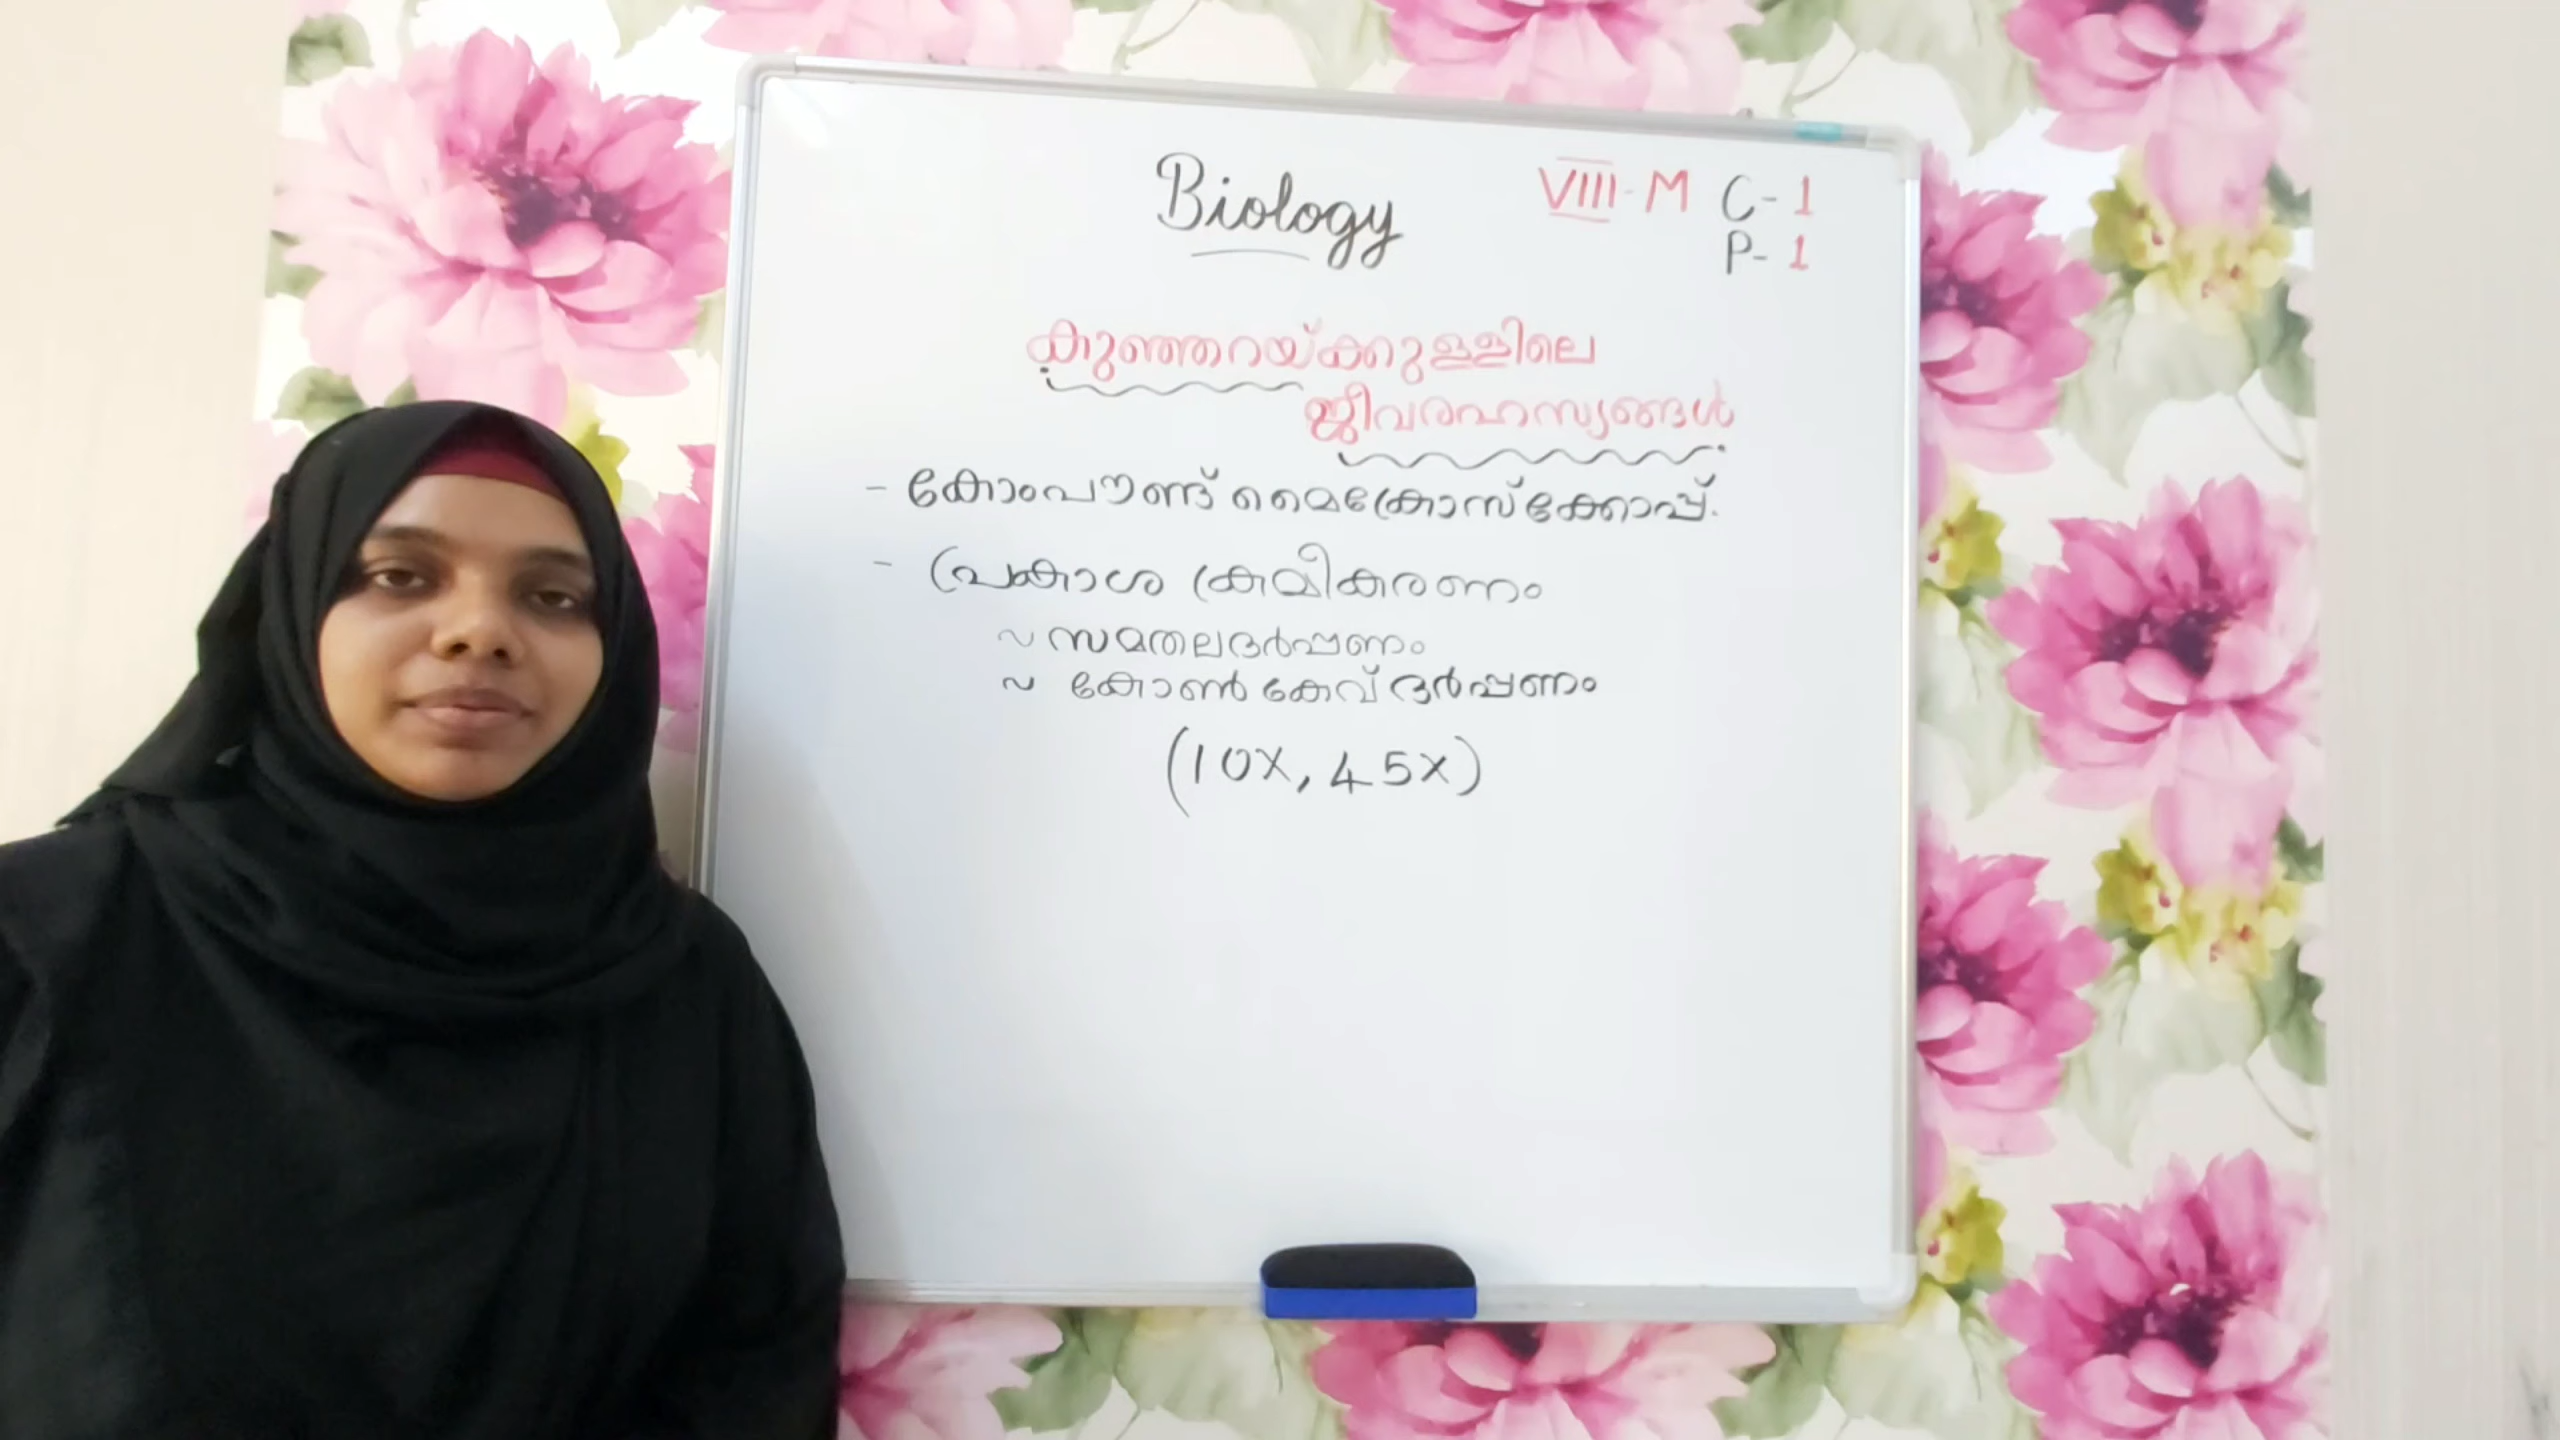 Biology
VIII-M C-1
P-1
കുഞ്ഞറയ്ക്കുള്ളിലെ
ജീവരഹസ്യങ്ങൾ
- കോംപൗണ്ട് മൈക്രോസ്ക്കോപ്പ്.
- പ്രകാശ ക്രമീകരണം
~ സമതലദർപ്പണം
~ കോൺകേവ് ദർപ്പണം
(10X, 45X)